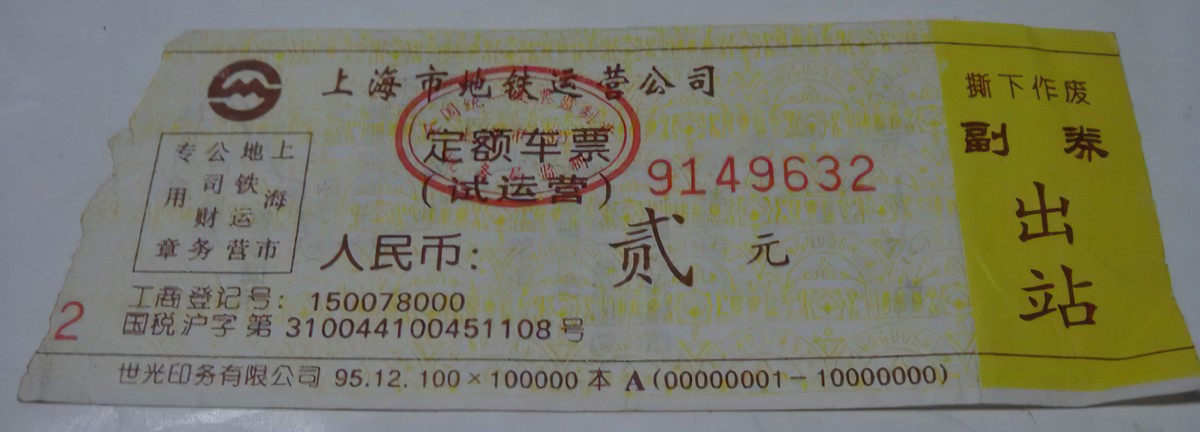 上海市地铁运营公司
定额车票
(试运营)
9149632
上海市
地铁运营
公司财务
专用章
人民币: 贰 元
工商登记号: 150078000
国税沪字 第 310044100451108 号
2
世光印务有限公司 95.12. 100×100000 本 A (00000001-10000000)
撕下作废
副券
出
站